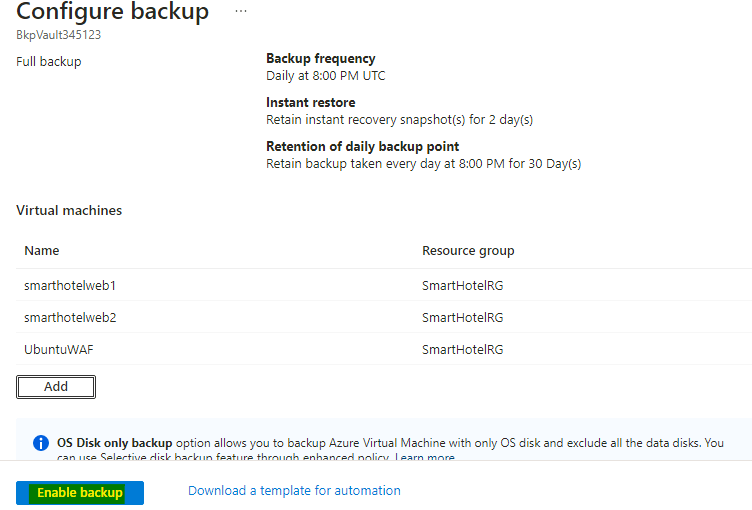 Configure backup ...
BkpVault345123
Full backup
Backup frequency
Daily at 8:00 PM UTC
Instant restore
Retain instant recovery snapshot(s) for 2 day(s)
Retention of daily backup point
Retain backup taken every day at 8:00 PM for 30 Day(s)
Virtual machines
Name Resource group
smarthotelweb1 SmartHotelRG
smarthotelweb2 SmartHotelRG
UbuntuWAF SmartHotelRG
Add
OS Disk only backup option allows you to backup Azure Virtual Machine with only OS disk and exclude all the data disks. You
can use Selective disk backup feature through enhanced policy. Learn more
Enable backup Download a template for automation